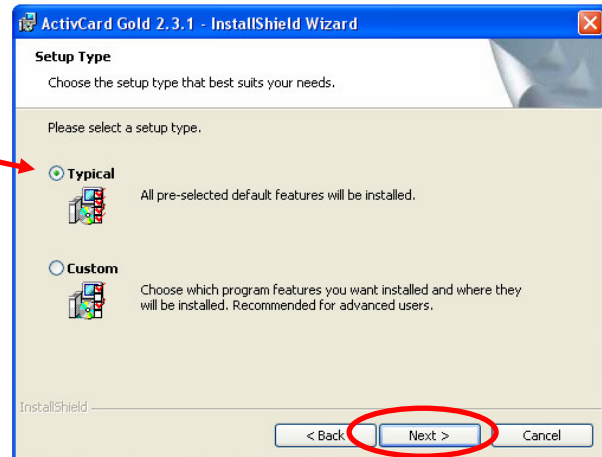 ActivCard Gold 2.3.1 - InstallShield Wizard
Setup Type
Choose the setup type that best suits your needs.
Please select a setup type.
Typical
All pre-selected default features will be installed.
Custom
Choose which program features you want installed and where they
will be installed. Recommended for advanced users.
InstallShield
< Back
Next >
Cancel